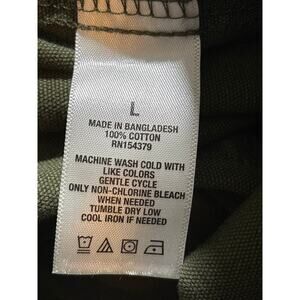 L
MADE IN BANGLADESH
100% COTTON
RN154379
MACHINE WASH COLD WITH
LIKE COLORS
GENTLE CYCLE
ONLY NON-CHLORINE BLEACH
WHEN NEEDED
TUMBLE DRY LOW
COOL IRON IF NEEDED